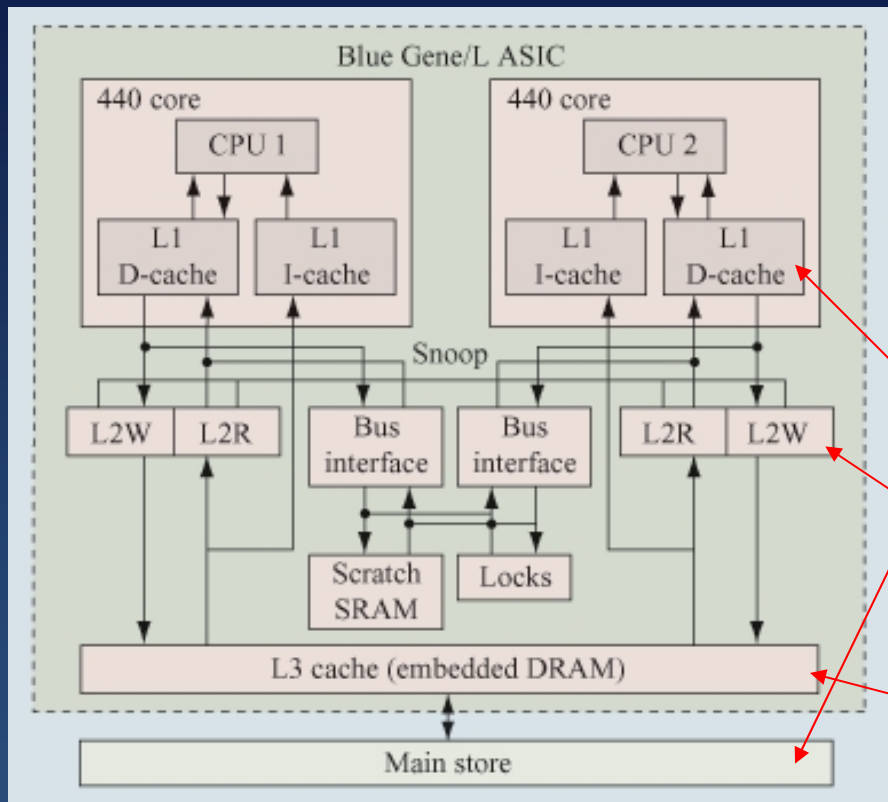 Blue Gene/L ASIC
440 core
440 core
CPU 1
CPU 2
L1
D-cache
L1
I-cache
L1
I-cache
L1
D-cache
Snoop
L2W
L2R
Bus
interface
Bus
interface
L2R
L2W
Scratch
SRAM
Locks
L3 cache (embedded DRAM)
Main store